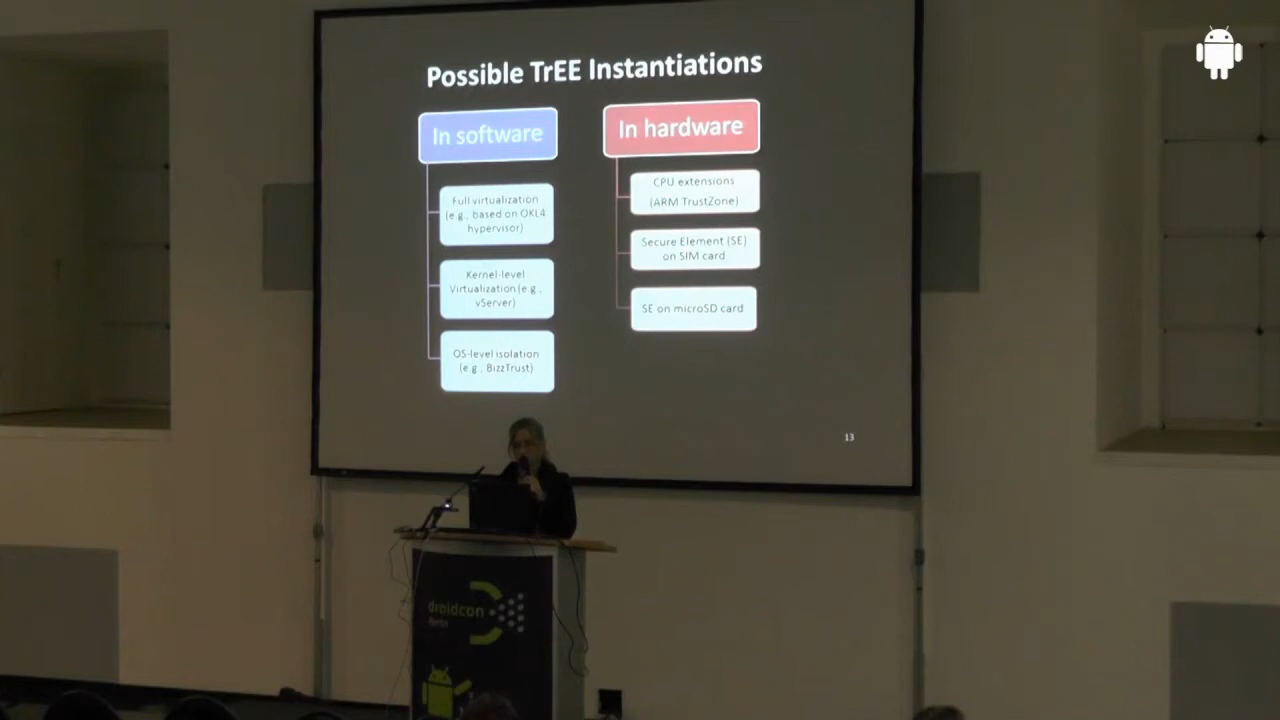 Possible TrEE Instantiations
In software
In hardware
Full virtualization
(e.g., based on OKL4
hypervisor)
Kernel-level
Virtualization (e.g.,
vServer)
OS-level isolation
(e.g., BizzTrust)
CPU extensions
(ARM TrustZone)
Secure Element (SE)
on SIM card
SE on microSD card
13
droidcon
Berlin